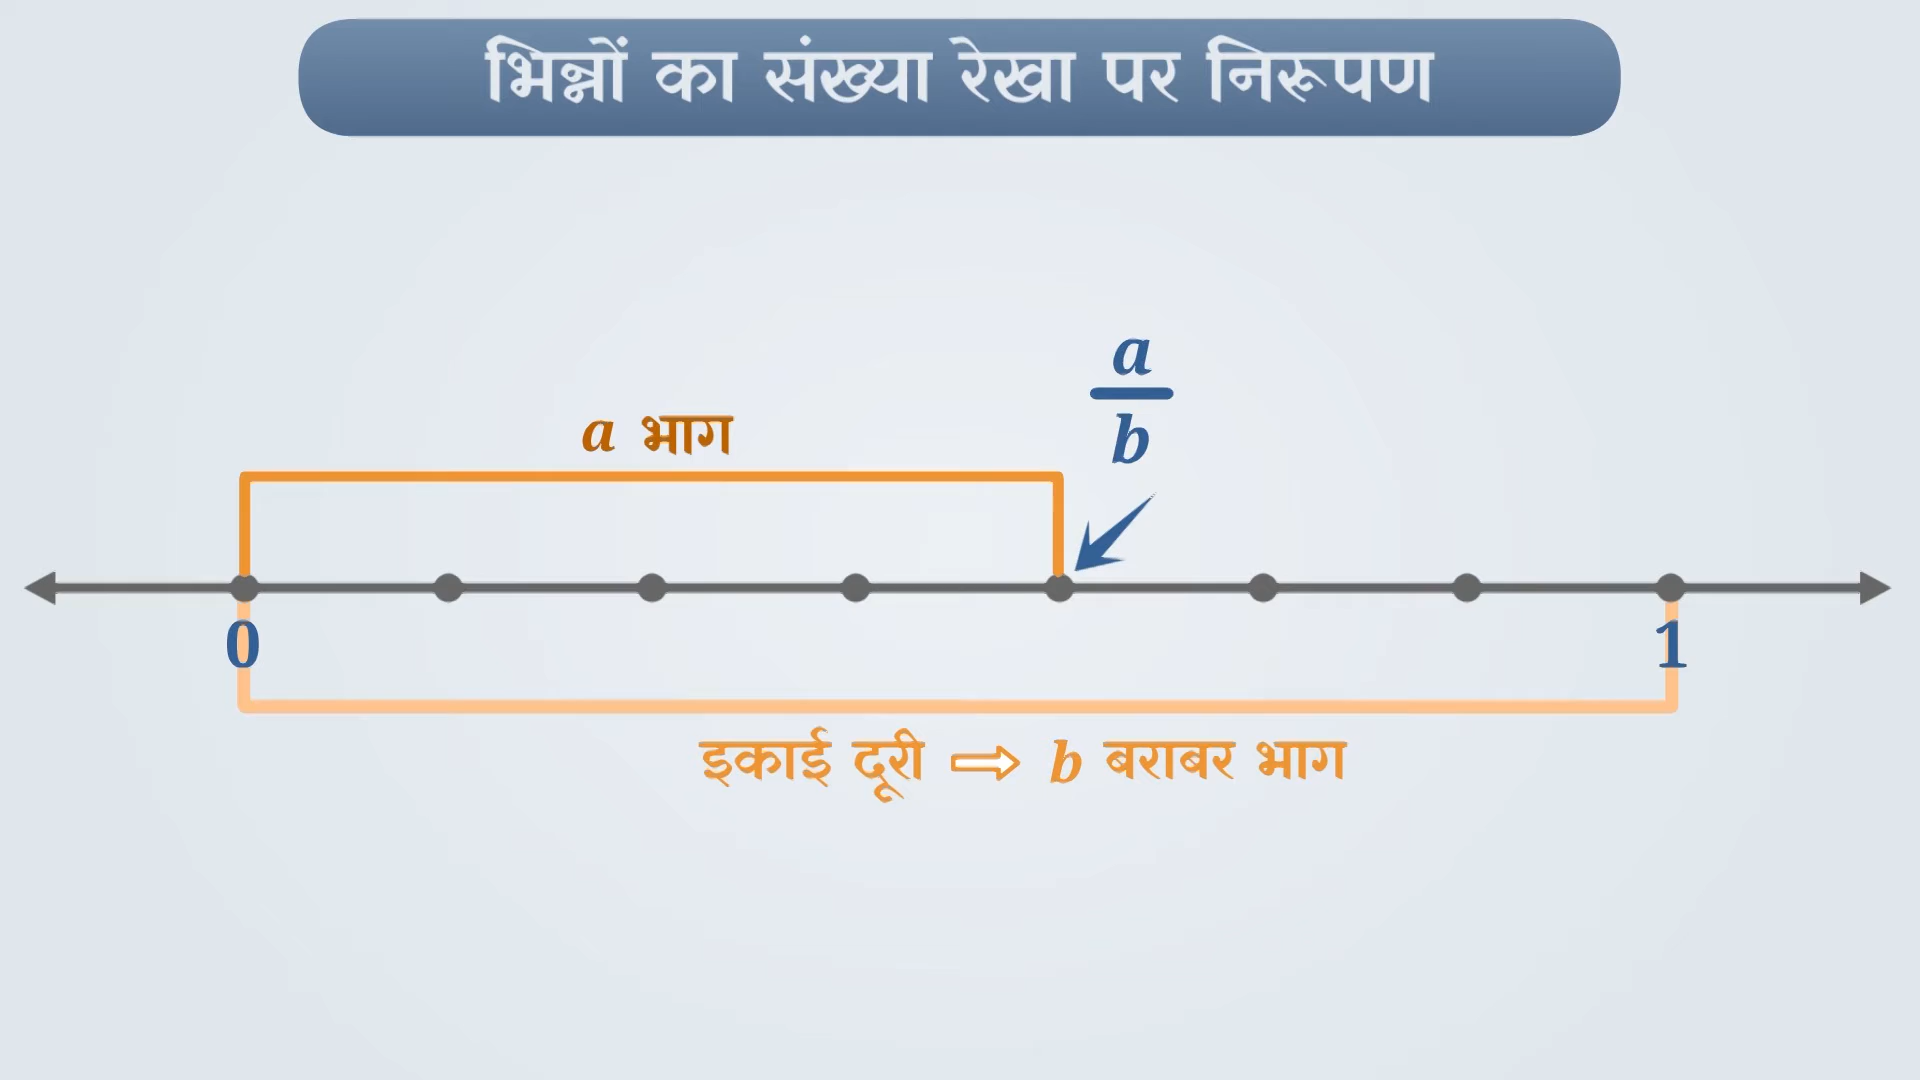 भिन्नों का संख्या रेखा पर निरूपण
a
b
a भाग
0
1
इकाई दूरी ⇨ b बराबर भाग